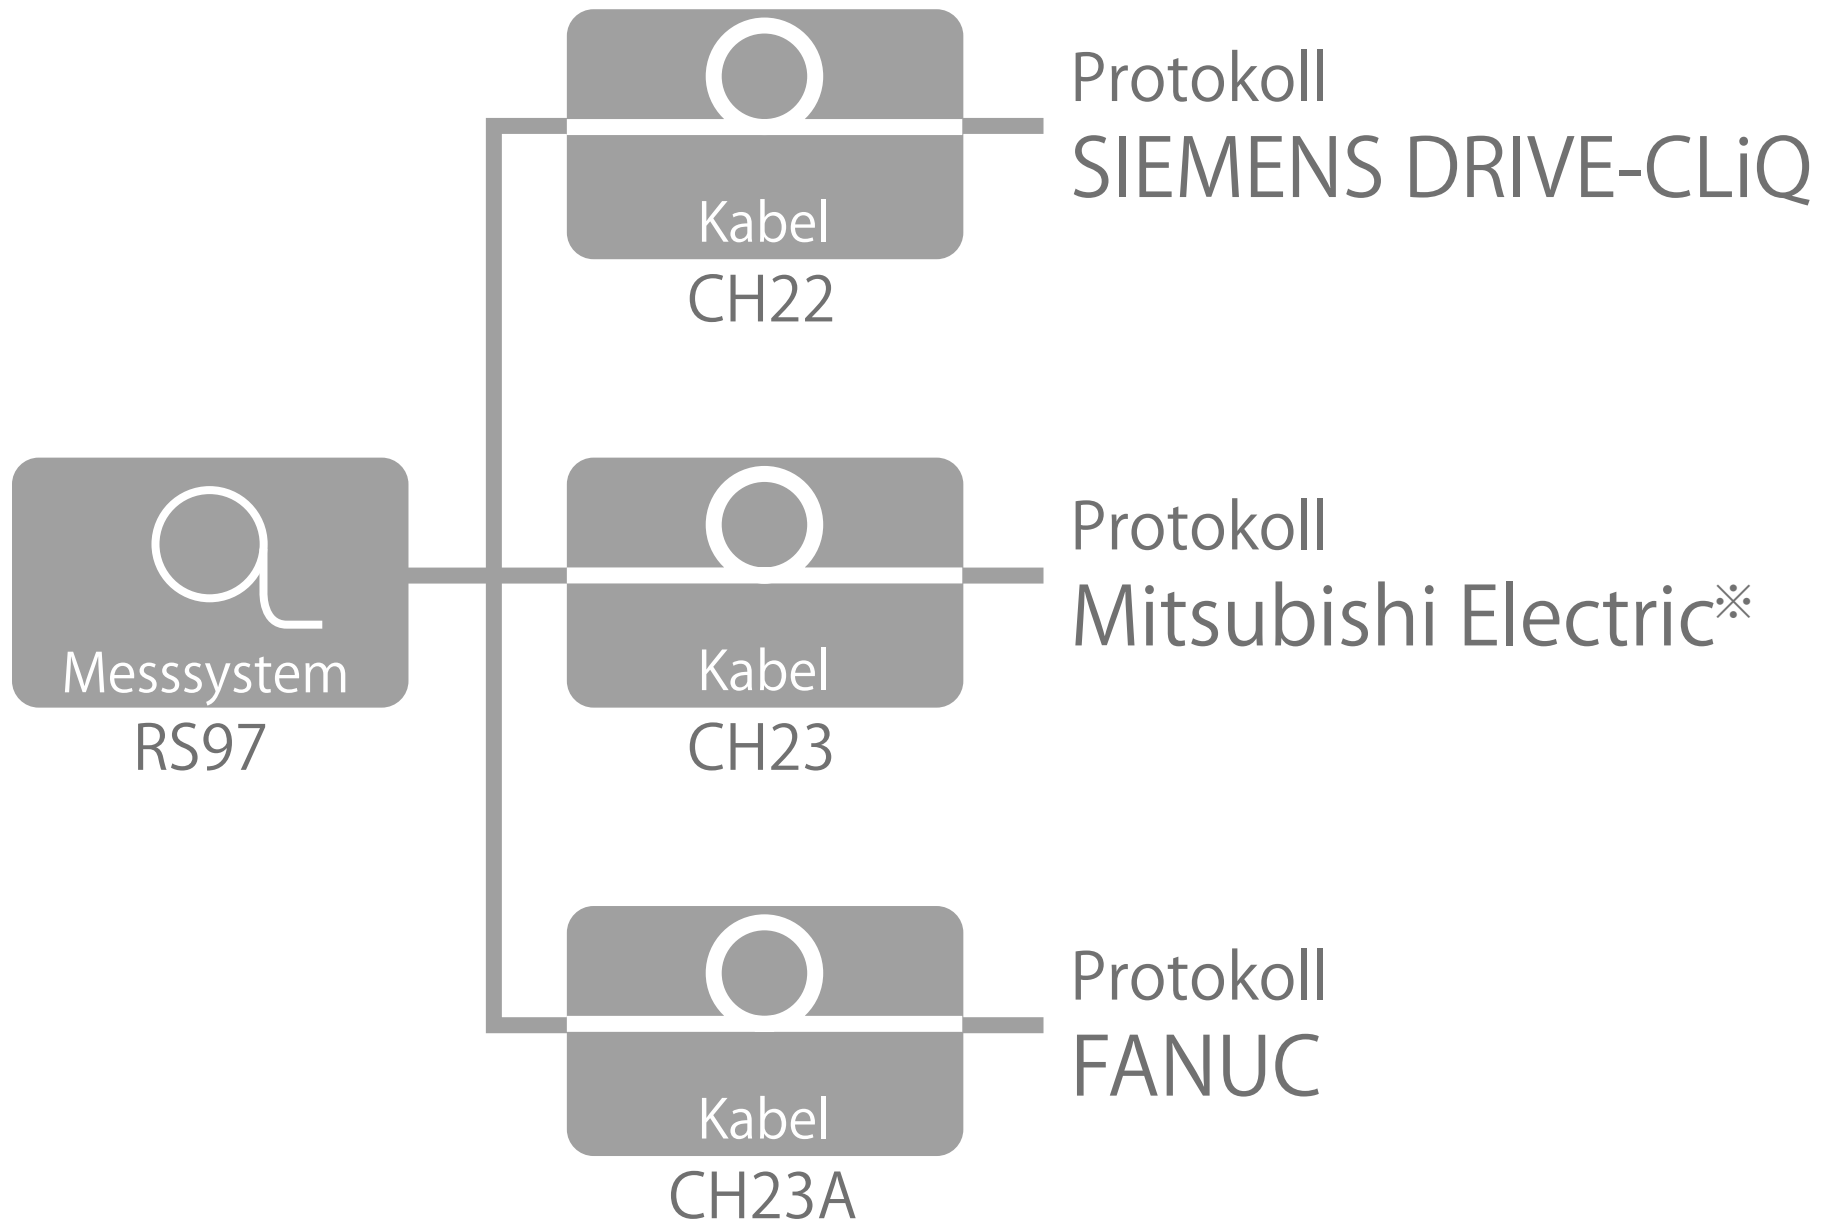 Protokoll
SIEMENS DRIVE-CLiQ
Kabel
CH22
Messsystem
RS97
Protokoll
Mitsubishi Electric※
Kabel
CH23
Protokoll
FANUC
Kabel
CH23A